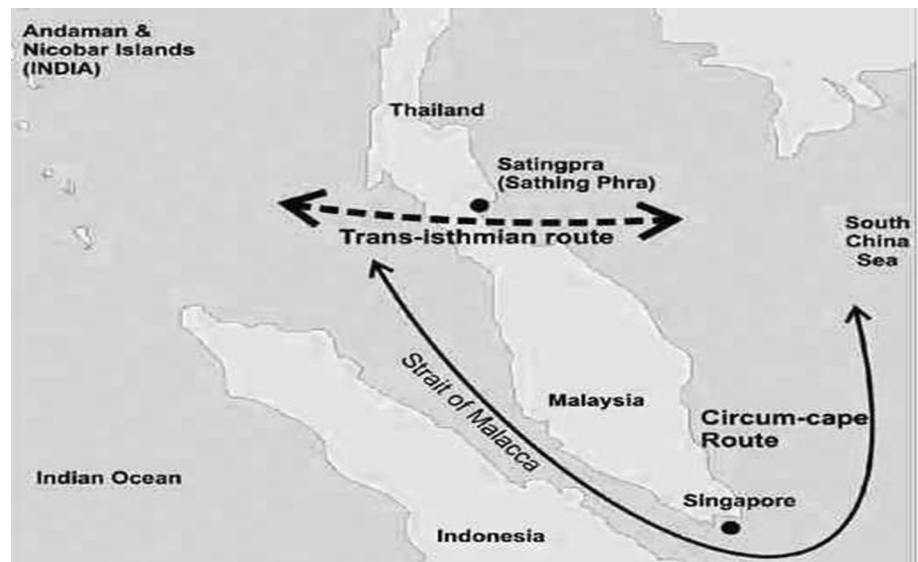 Andaman &
Nicobar Islands
(INDIA)
Thailand
Satingpra
(Sathing Phra)
Trans-isthmian route
South
China
Sea
Strait of Malacca
Malaysia
Circum-cape
Route
Indian Ocean
Singapore
Indonesia